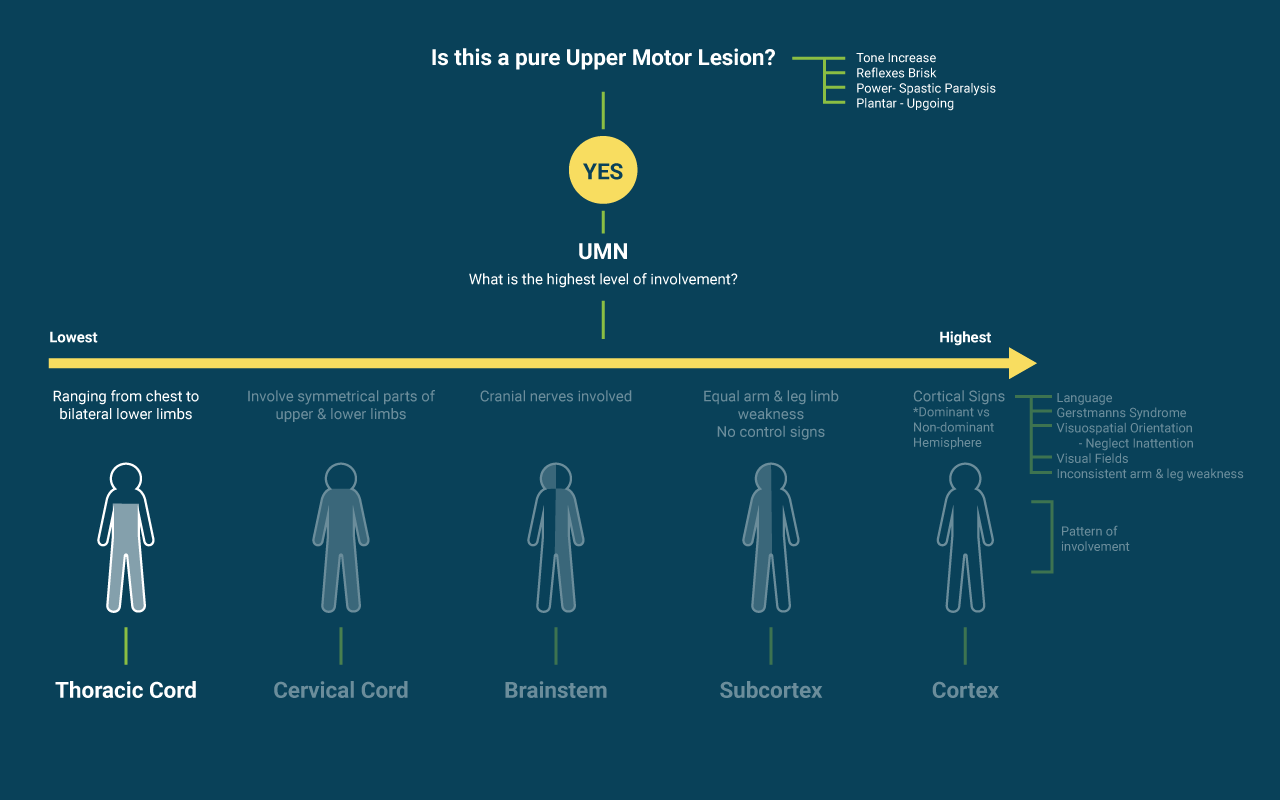 Is this a pure Upper Motor Lesion?
Tone Increase
Reflexes Brisk
Power- Spastic Paralysis
Plantar - Upgoing
YES
UMN
What is the highest level of involvement?
Lowest
Highest
Ranging from chest to
bilateral lower limbs
Involve symmetrical parts of
upper & lower limbs
Cranial nerves involved
Equal arm & leg limb
weakness
No control signs
Cortical Signs
*Dominant vs
Non-dominant
Hemisphere
Language
Gerstmanns Syndrome
Visuospatial Orientation
- Neglect Inattention
Visual Fields
Inconsistent arm & leg weakness
Pattern of
involvement
Thoracic Cord
Cervical Cord
Brainstem
Subcortex
Cortex